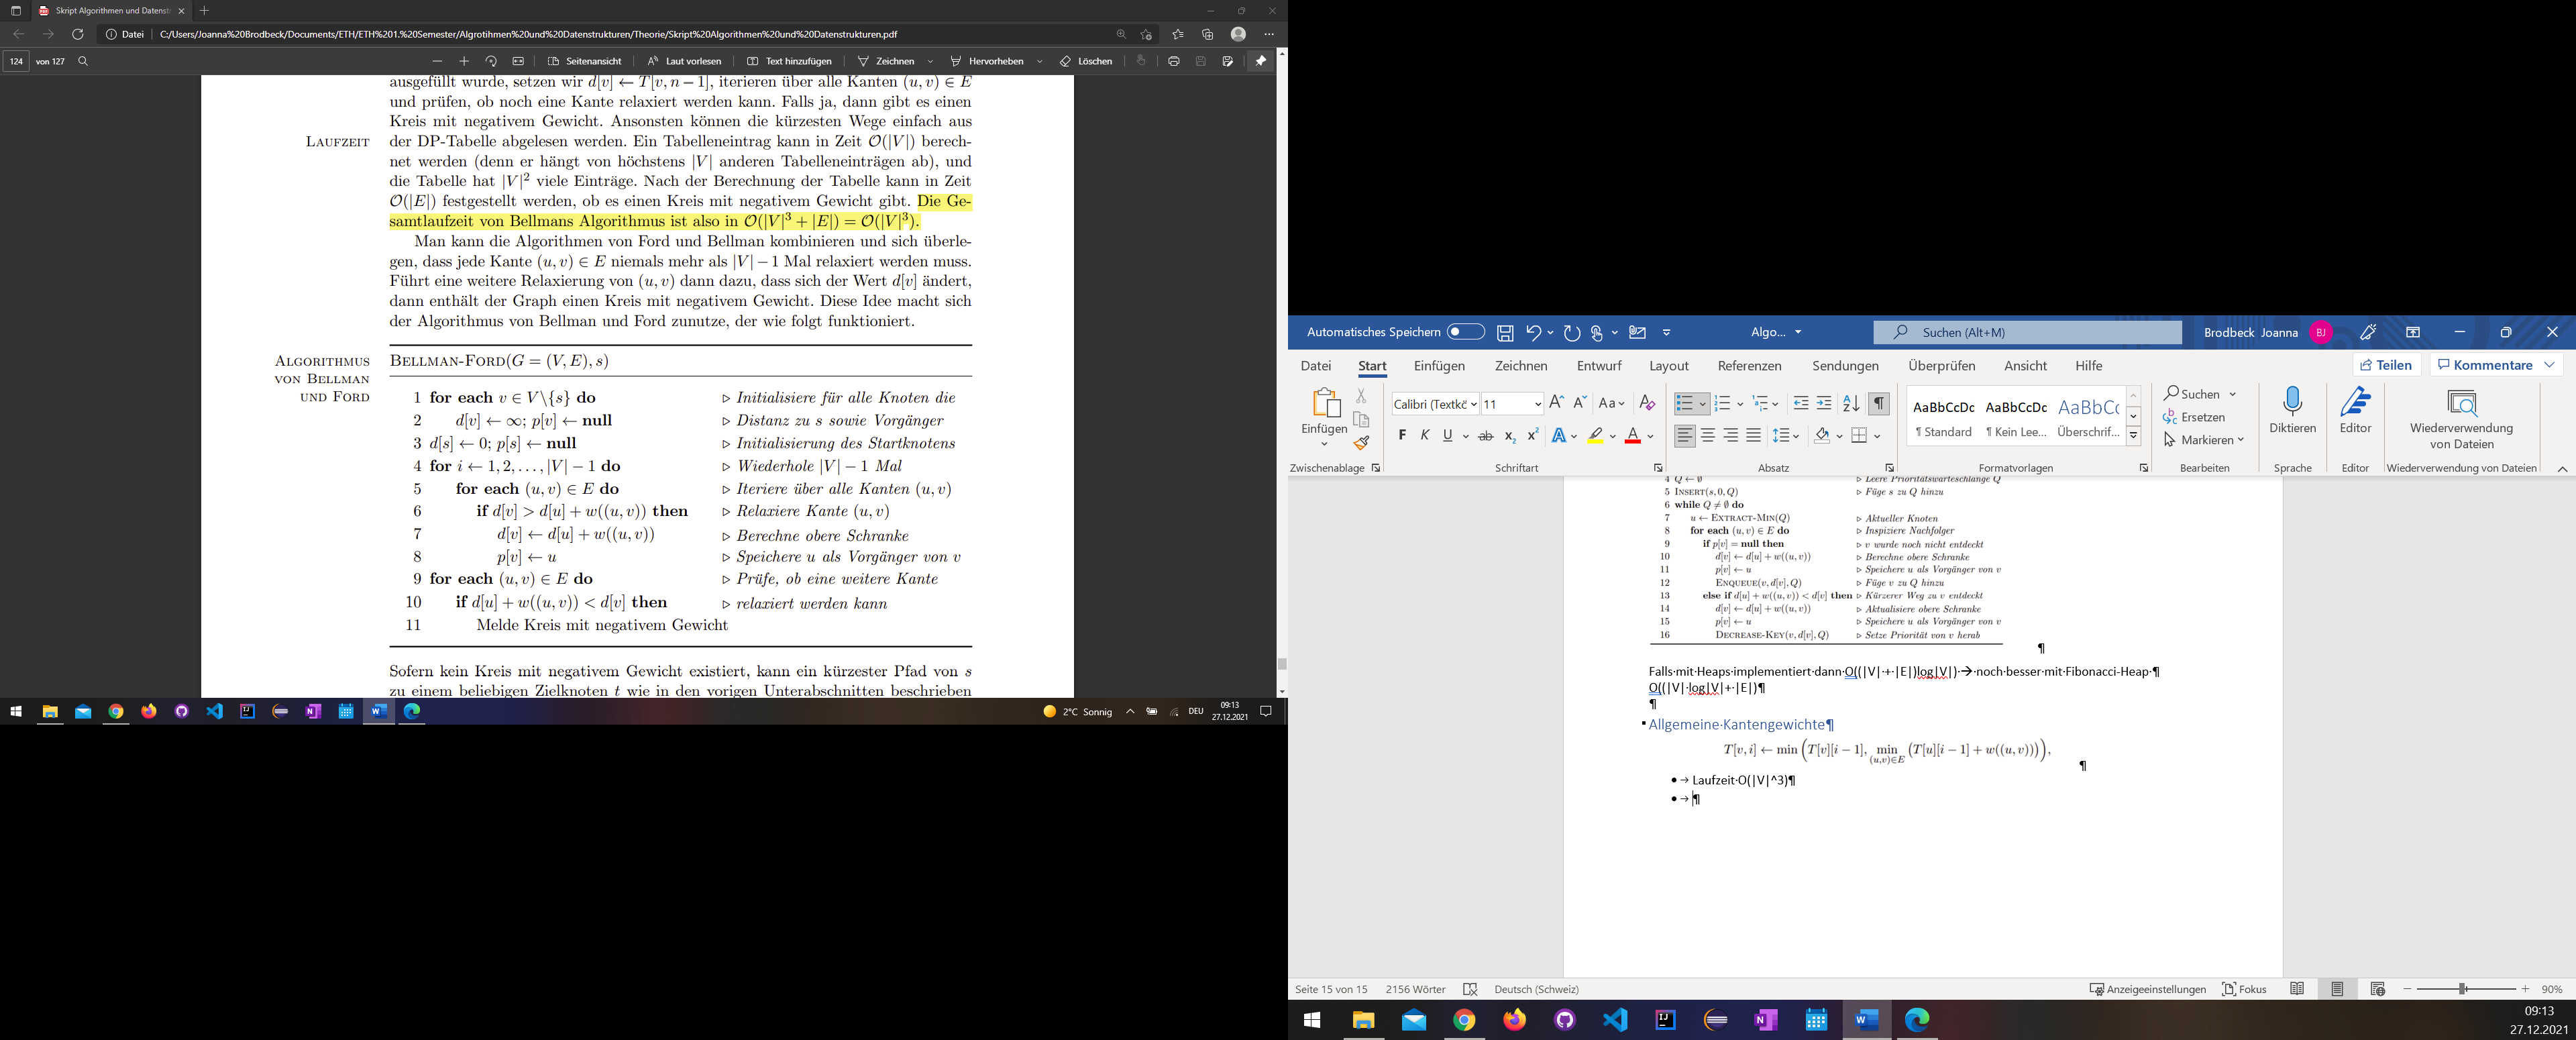 Skript Algorithmen und Datenstr
Datei
C:/Users/Joanna%20Brodbeck/Documents/ETH/ETH%201.%20Semester/Algrotihmen%20und%20Datenstrukturen/Theorie/Skript%20Algorithmen%20und%20Datenstrukturen.pdf
124 von 127
Seitenansicht
Laut vorlesen
Text hinzufügen
Zeichnen
Hervorheben
Löschen
ausgefüllt wurde, setzen wir d[v] ← T[v, n − 1], iterieren über alle Kanten (u, v) ∈ E
und prüfen, ob noch eine Kante relaxiert werden kann. Falls ja, dann gibt es einen
Kreis mit negativem Gewicht. Ansonsten können die kürzesten Wege einfach aus
LAUFZEIT
der DP-Tabelle abgelesen werden. Ein Tabelleneintrag kann in Zeit O(|V|) berech-
net werden (denn er hängt von höchstens |V| anderen Tabelleneinträgen ab), und
die Tabelle hat |V|² viele Einträge. Nach der Berechnung der Tabelle kann in Zeit
O(|E|) festgestellt werden, ob es einen Kreis mit negativem Gewicht gibt. Die Ge-
samtlaufzeit von Bellmans Algorithmus ist also in O(|V|³ + |E|) = O(|V|³).
Man kann die Algorithmen von Ford und Bellman kombinieren und sich überle-
gen, dass jede Kante (u, v) ∈ E niemals mehr als |V| − 1 Mal relaxiert werden muss.
Führt eine weitere Relaxierung von (u, v) dann dazu, dass sich der Wert d[v] ändert,
dann enthält der Graph einen Kreis mit negativem Gewicht. Diese Idee macht sich
der Algorithmus von Bellman und Ford zunutze, der wie folgt funktioniert.
ALGORITHMUS
VON BELLMAN
UND FORD
BELLMAN-FORD(G = (V, E), s)
1 for each v ∈ V\{s} do ▷ Initialisiere für alle Knoten die
2 d[v] ← ∞; p[v] ← null ▷ Distanz zu s sowie Vorgänger
3 d[s] ← 0; p[s] ← null ▷ Initialisierung des Startknotens
4 for i ← 1, 2, . . . , |V| − 1 do ▷ Wiederhole |V| − 1 Mal
5 for each (u, v) ∈ E do ▷ Iteriere über alle Kanten (u, v)
6 if d[v] > d[u] + w((u, v)) then ▷ Relaxiere Kante (u, v)
7 d[v] ← d[u] + w((u, v)) ▷ Berechne obere Schranke
8 p[v] ← u ▷ Speichere u als Vorgänger von v
9 for each (u, v) ∈ E do ▷ Prüfe, ob eine weitere Kante
10 if d[u] + w((u, v)) < d[v] then ▷ relaxiert werden kann
11 Melde Kreis mit negativem Gewicht
Sofern kein Kreis mit negativem Gewicht existiert, kann ein kürzester Pfad von s
zu einem beliebigen Zielknoten t wie in den vorigen Unterabschnitten beschrieben
2°C Sonnig
DEU
09:13
27.12.2021
Automatisches Speichern
Algo...
Suchen (Alt+M)
Brodbeck Joanna
BJ
Datei
Start
Einfügen
Zeichnen
Entwurf
Layout
Referenzen
Sendungen
Überprüfen
Ansicht
Hilfe
Teilen
Kommentare
Einfügen
Calibri (Textkč
11
Aa
F K U ab x₂ x² A A
AaBbCcDc AaBbCcDc AaBbCc
¶ Standard ¶ Kein Lee... Überschrif...
Suchen
Ersetzen
Markieren
Diktieren
Editor
Wiederverwendung
von Dateien
Zwischenablage
Schriftart
Absatz
Formatvorlagen
Bearbeiten
Sprache
Editor
Wiederverwendung von Dateien
4 Q ← ∅ ▷ Leere Prioritätswarteschlange Q
5 INSERT(s, 0, Q) ▷ Füge s zu Q hinzu
6 while Q ≠ ∅ do
7 u ← EXTRACT-MIN(Q) ▷ Aktueller Knoten
8 for each (u, v) ∈ E do ▷ Inspiziere Nachfolger
9 if p[v] = null then ▷ v wurde noch nicht entdeckt
10 d[v] ← d[u] + w((u, v)) ▷ Berechne obere Schranke
11 p[v] ← u ▷ Speichere u als Vorgänger von v
12 ENQUEUE(v, d[v], Q) ▷ Füge v zu Q hinzu
13 else if d[u] + w((u, v)) < d[v] then ▷ Kürzerer Weg zu v entdeckt
14 d[v] ← d[u] + w((u, v)) ▷ Aktualisiere obere Schranke
15 p[v] ← u ▷ Speichere u als Vorgänger von v
16 DECREASE-KEY(v, d[v], Q) ▷ Setze Priorität von v herab
¶
Falls·mit·Heaps·implementiert·dann·O((|V|·+·|E|)log|V|)·→·noch·besser·mit·Fibonacci-Heap·¶
O((|V|·log|V|+·|E|)¶
¶
Allgemeine·Kantengewichte¶
T[v, i] ← min (T[v][i − 1], min (u,v)∈E (T[u][i − 1] + w((u, v)))), ¶
• → Laufzeit·O(|V|^3)¶
• → ¶
Seite 15 von 15
2156 Wörter
Deutsch (Schweiz)
Anzeigeeinstellungen
Fokus
90%
09:13
27.12.2021